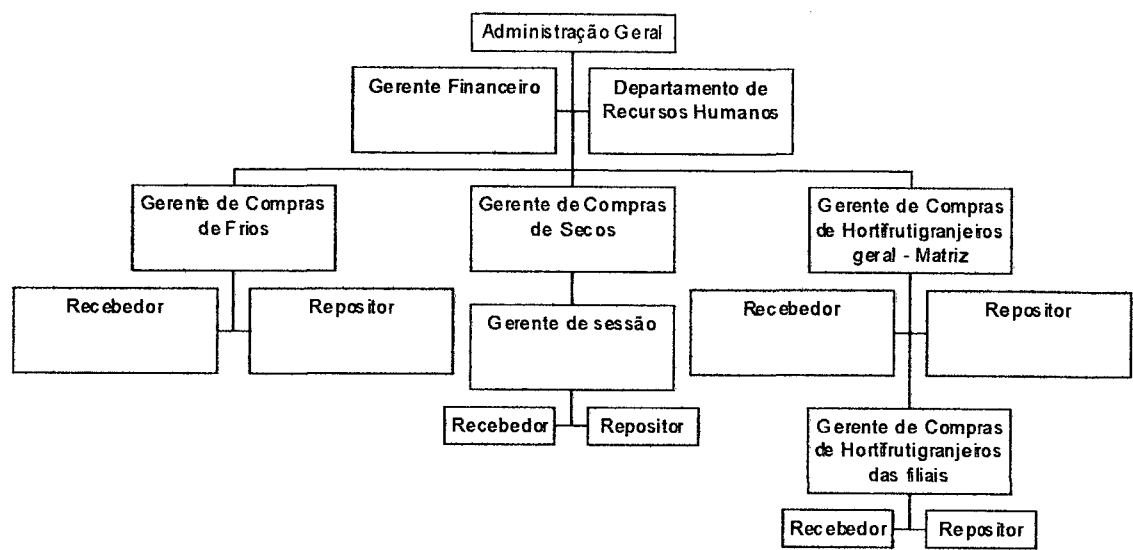 Administração Geral
Gerente Financeiro
Departamento de
Recursos Humanos
Gerente de Compras
de Frios
Gerente de Compras
de Secos
Gerente de Compras
de Hortifrutigranjeiros
geral - Matriz
Recebedor
Repositor
Gerente de sessão
Recebedor
Repositor
Recebedor
Repositor
Gerente de Compras
de Hortifrutigranjeiros
das filiais
Recebedor
Repositor